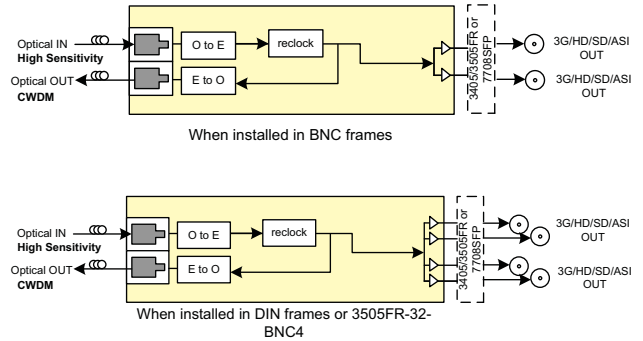 Optical IN
High Sensitivity
O to E
reclock
Optical OUT
CWDM
E to O
3405/3505FR or
7708SFP
3G/HD/SD/ASI
OUT
3G/HD/SD/ASI
OUT
When installed in BNC frames
Optical IN
High Sensitivity
O to E
reclock
Optical OUT
CWDM
E to O
3405/3505FR or
7708SFP
3G/HD/SD/ASI
OUT
3G/HD/SD/ASI
OUT
When installed in DIN frames or 3505FR-32-
BNC4